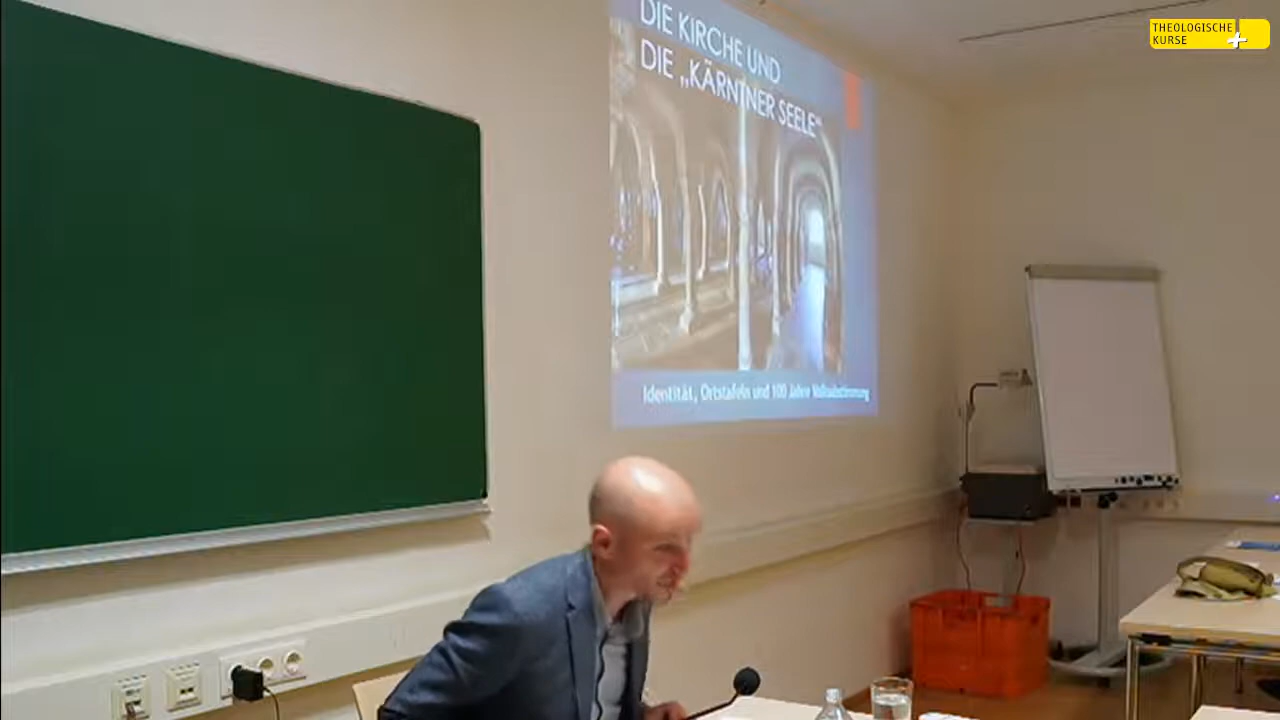 THEOLOGISCHE
KURSE
DIE KIRCHE UND
DIE „KÄRNTNER SEELE“
Identität, Ortstafeln und 100 Jahre Volksabstimmung